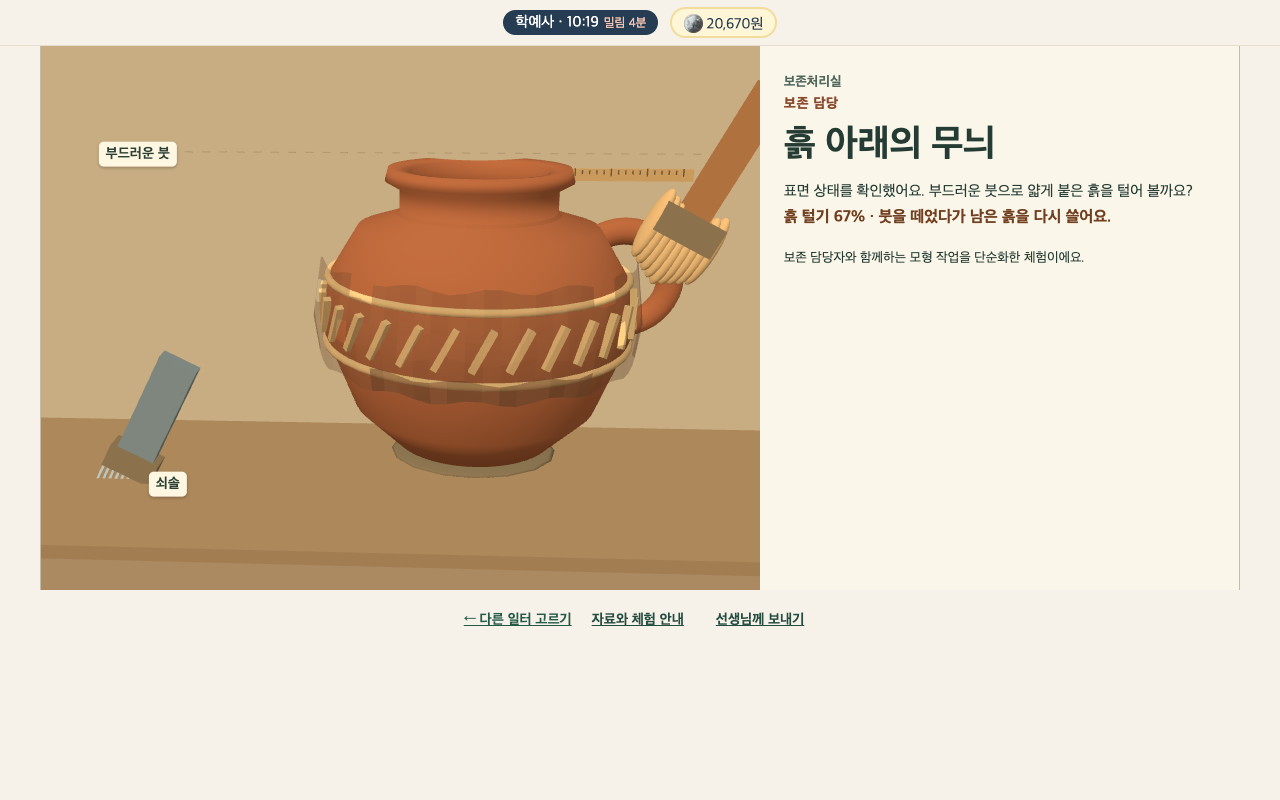 학예사 · 10:19 밀림 4분
20,670원
부드러운 붓
쇠솔
보존처리실
보존 담당
흙 아래의 무늬
표면 상태를 확인했어요. 부드러운 붓으로 얇게 붙은 흙을 털어 볼까요?
흙 털기 67% · 붓을 떼었다가 남은 흙을 다시 쓸어요.
보존 담당자와 함께하는 모형 작업을 단순화한 체험이에요.
← 다른 일터 고르기 자료와 체험 안내 선생님께 보내기